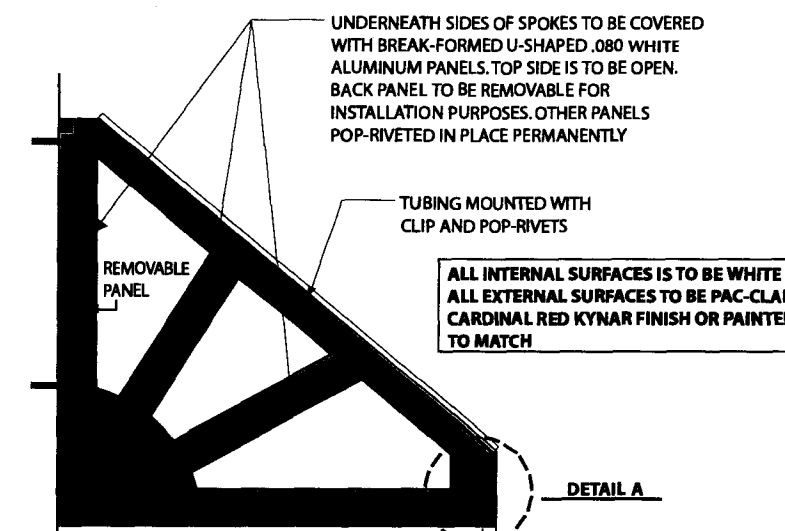 UNDERNEATH SIDES OF SPOKES TO BE COVERED
WITH BREAK-FORMED U-SHAPED .080 WHITE
ALUMINUM PANELS. TOP SIDE IS TO BE OPEN.
BACK PANEL TO BE REMOVABLE FOR
INSTALLATION PURPOSES. OTHER PANELS
POP-RIVETED IN PLACE PERMANENTLY
TUBING MOUNTED WITH
CLIP AND POP-RIVETS
REMOVABLE
PANEL
ALL INTERNAL SURFACES IS TO BE WHITE
ALL EXTERNAL SURFACES TO BE PAC-CLA
CARDINAL RED KYNAR FINISH OR PAINTE
TO MATCH
DETAIL A